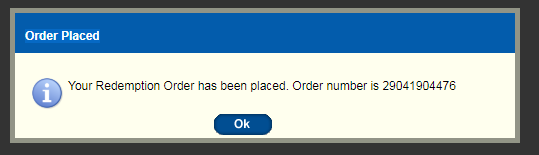 Order Placed
Your Redemption Order has been placed. Order number is 29041904476
Ok